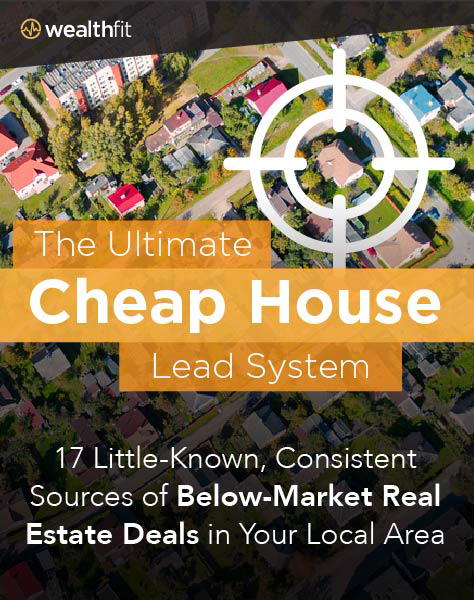 wealthfit
The Ultimate
Cheap House
Lead System
17 Little-Known, Consistent
Sources of Below-Market Real
Estate Deals in Your Local Area